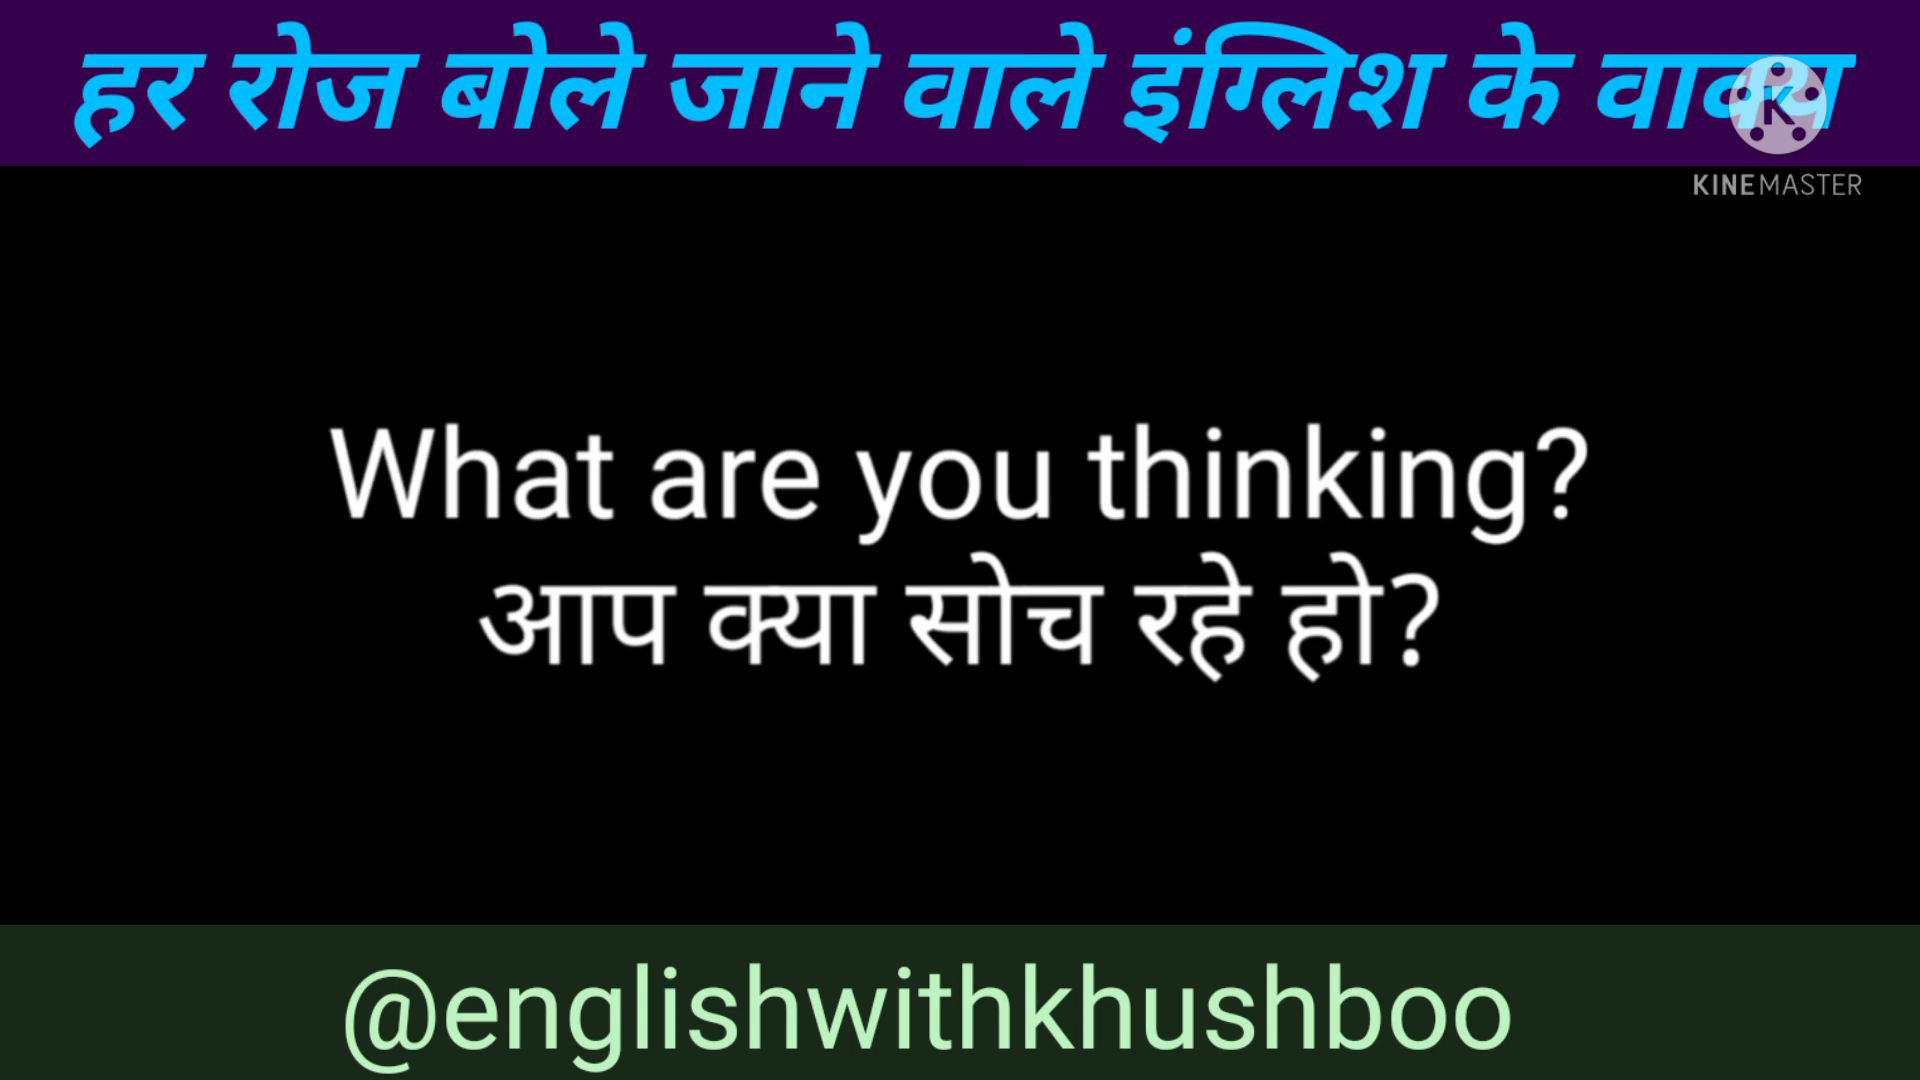 हर रोज बोले जाने वाले इंग्लिश के वाक्य
KINEMASTER
What are you thinking?
आप क्या सोच रहे हो?
@englishwithkhushboo